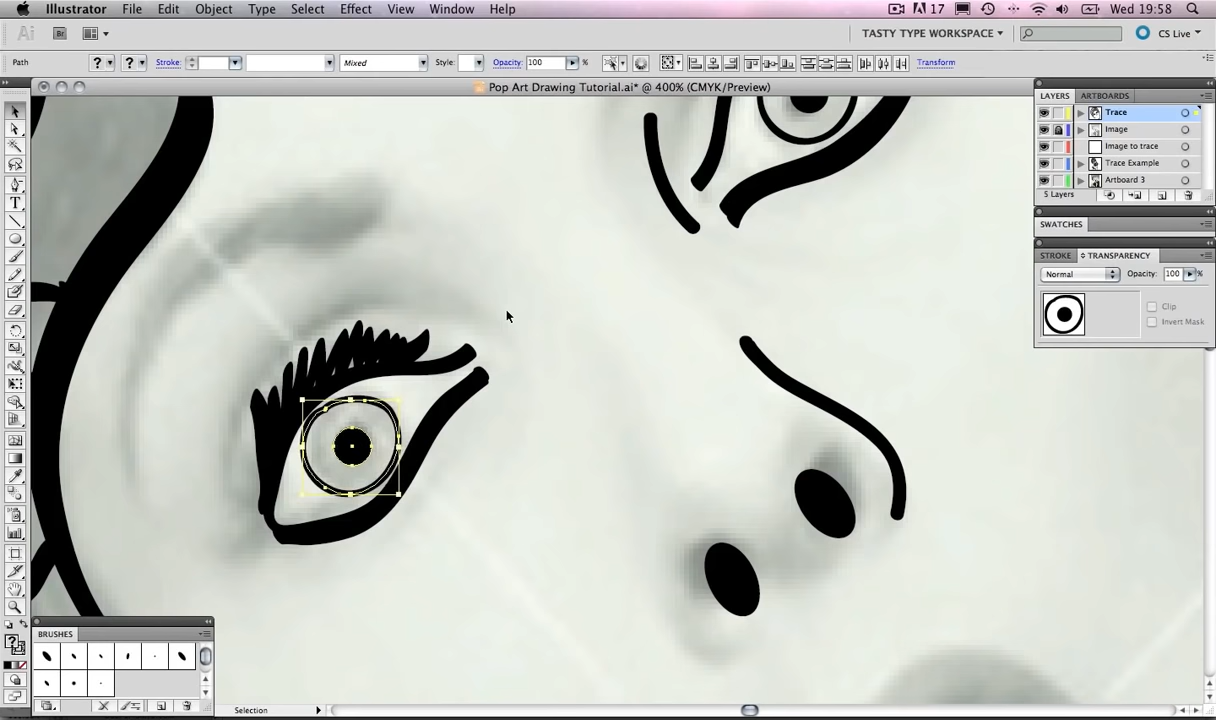 Illustrator File Edit Object Type Select Effect View Window Help 17 Wed 19:58
Ai Br TASTY TYPE WORKSPACE CS Live
Path ? ? Stroke: Mixed Style: Opacity: 100 % Transform
Pop Art Drawing Tutorial.ai* @ 400% (CMYK/Preview)
LAYERS ARTBOARDS
Trace
Image
Image to trace
Trace Example
Artboard 3
5 Layers
SWATCHES
STROKE TRANSPARENCY
Normal Opacity: 100 %
Clip
Invert Mask
BRUSHES
Selection